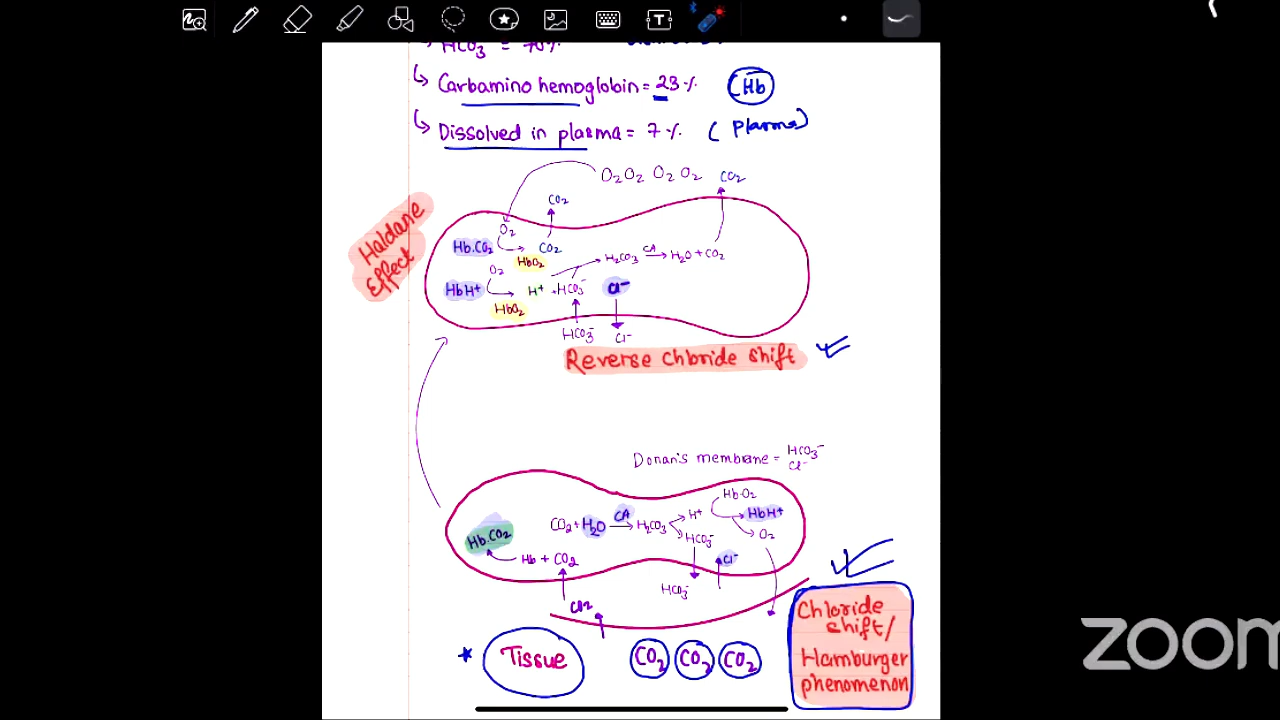 HCO₃⁻ = 70%
↳ Carbamino hemoglobin = 23% (Hb)
↳ Dissolved in plasma = 7% (Plasma)
O₂ O₂ O₂ O₂ CO₂
CO₂
Haldane
Effect
O₂
Hb.CO₂ CO₂
HbO₂
H₂CO₃ CA → H₂O + CO₂
O₂
HbH+ → H⁺ + HCO₃⁻ Cl⁻
HbO₂
HCO₃⁻ Cl⁻
Reverse chloride shift
Donan's membrane = HCO₃⁻
Cl⁻
Hb.O₂
CO₂ + H₂O CA → H₂CO₃ H⁺ HbH+
Hb.CO₂ HCO₃⁻ O₂
Hb + CO₂ Cl⁻
HCO₃⁻
CO₂
Chloride
shift/
Hamburger
phenomenon
* Tissue CO₂ CO₂ CO₂
T
zoom